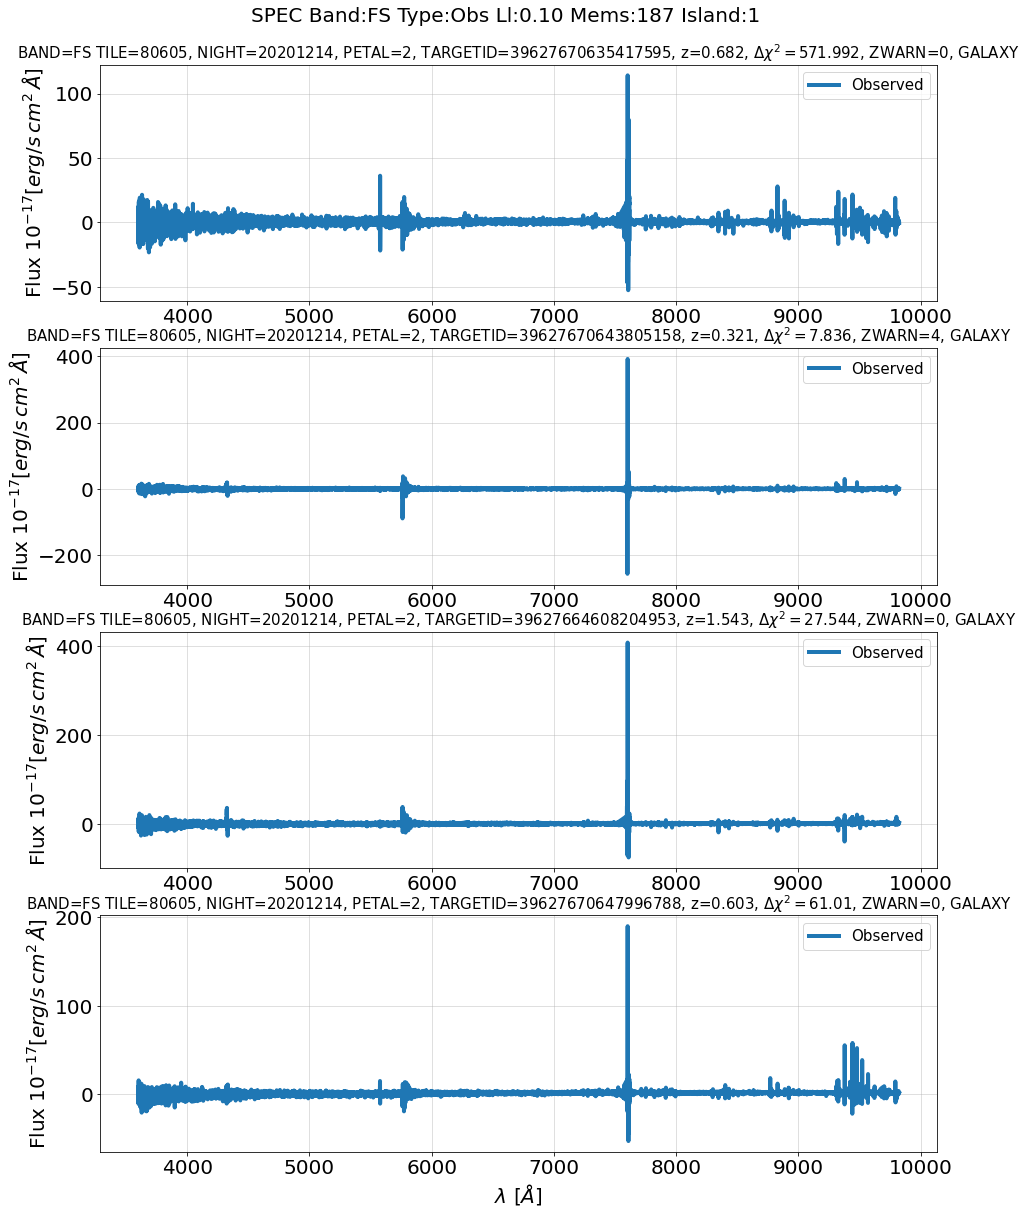 SPEC Band:FS Type:Obs Ll:0.10 Mems:187 Island:1
BAND=FS TILE=80605, NIGHT=20201214, PETAL=2, TARGETID=39627670635417595, z=0.682, Δχ² = 571.992, ZWARN=0, GALAXY
Flux 10⁻¹⁷[erg/s cm² Å]
100
50
0
−50
Observed
4000 5000 6000 7000 8000 9000 10000
BAND=FS TILE=80605, NIGHT=20201214, PETAL=2, TARGETID=39627670643805158, z=0.321, Δχ² = 7.836, ZWARN=4, GALAXY
Flux 10⁻¹⁷[erg/s cm² Å]
400
200
0
−200
Observed
4000 5000 6000 7000 8000 9000 10000
BAND=FS TILE=80605, NIGHT=20201214, PETAL=2, TARGETID=39627664608204953, z=1.543, Δχ² = 27.544, ZWARN=0, GALAXY
Flux 10⁻¹⁷[erg/s cm² Å]
400
200
0
Observed
4000 5000 6000 7000 8000 9000 10000
BAND=FS TILE=80605, NIGHT=20201214, PETAL=2, TARGETID=39627670647996788, z=0.603, Δχ² = 61.01, ZWARN=0, GALAXY
Flux 10⁻¹⁷[erg/s cm² Å]
200
100
0
Observed
4000 5000 6000 7000 8000 9000 10000
λ [Å]